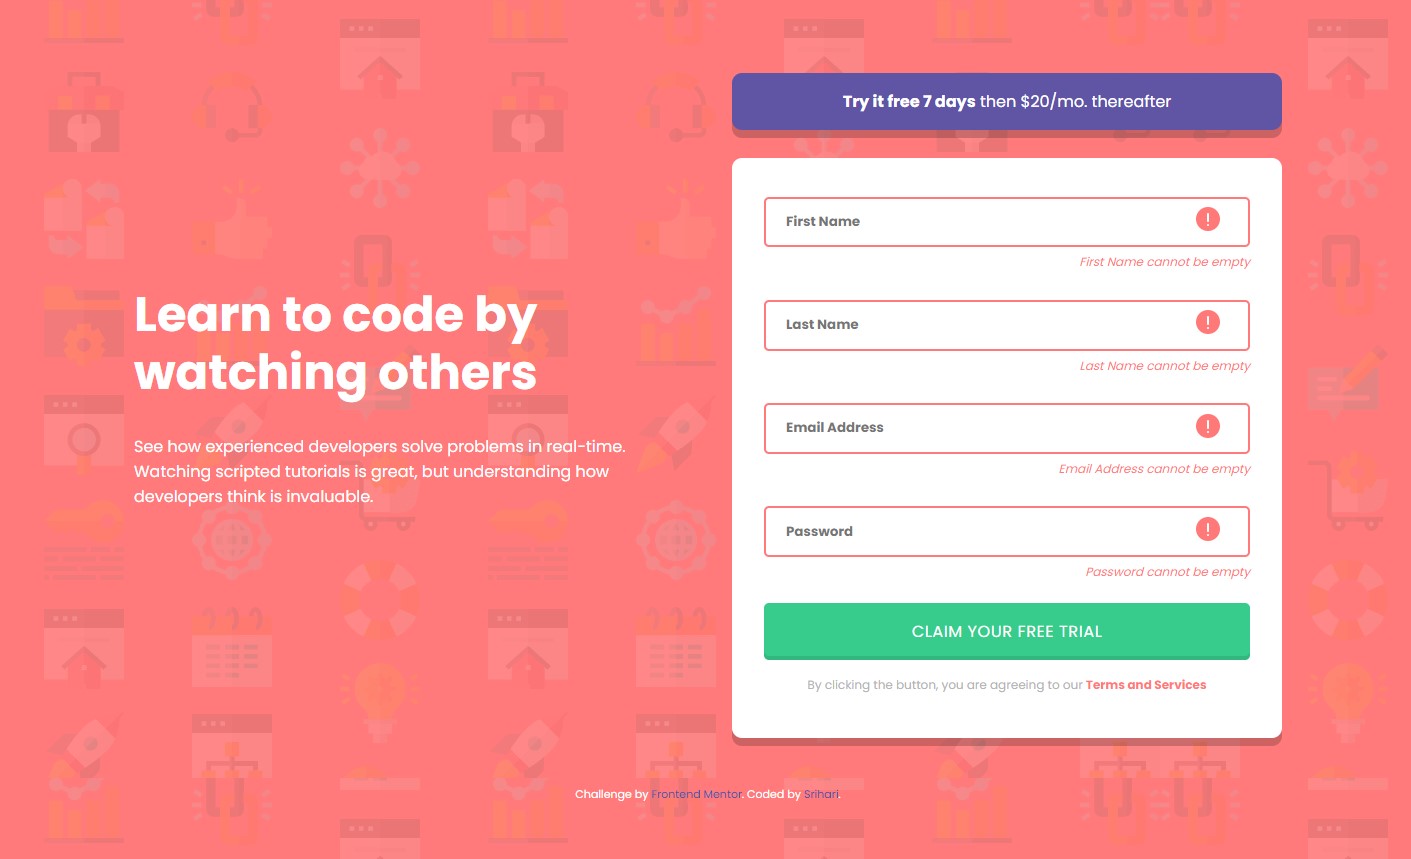 Try it free 7 days then $20/mo. thereafter
Learn to code by
watching others
See how experienced developers solve problems in real-time.
Watching scripted tutorials is great, but understanding how
developers think is invaluable.
First Name
First Name cannot be empty
Last Name
Last Name cannot be empty
Email Address
Email Address cannot be empty
Password
Password cannot be empty
CLAIM YOUR FREE TRIAL
By clicking the button, you are agreeing to our Terms and Services
Challenge by Frontend Mentor. Coded by Srihari.